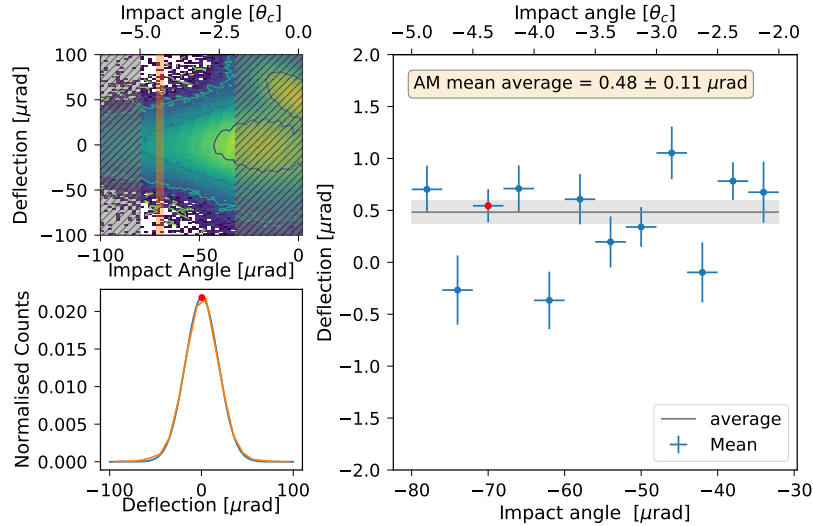 Impact angle [θc]
−5.0 −2.5 0.0
Deflection [μrad]
100
50
0
−50
−100
−100 −50 0
Impact Angle [μrad]
Normalised Counts
0.020
0.015
0.010
0.005
0.000
−100 0 100
Deflection [μrad]
Impact angle [θc]
−5.0 −4.5 −4.0 −3.5 −3.0 −2.5 −2.0
AM mean average = 0.48 ± 0.11 μrad
Deflection [μrad]
2.0
1.5
1.0
0.5
0.0
−0.5
−1.0
−1.5
−2.0
average
Mean
−80 −70 −60 −50 −40 −30
Impact angle [μrad]